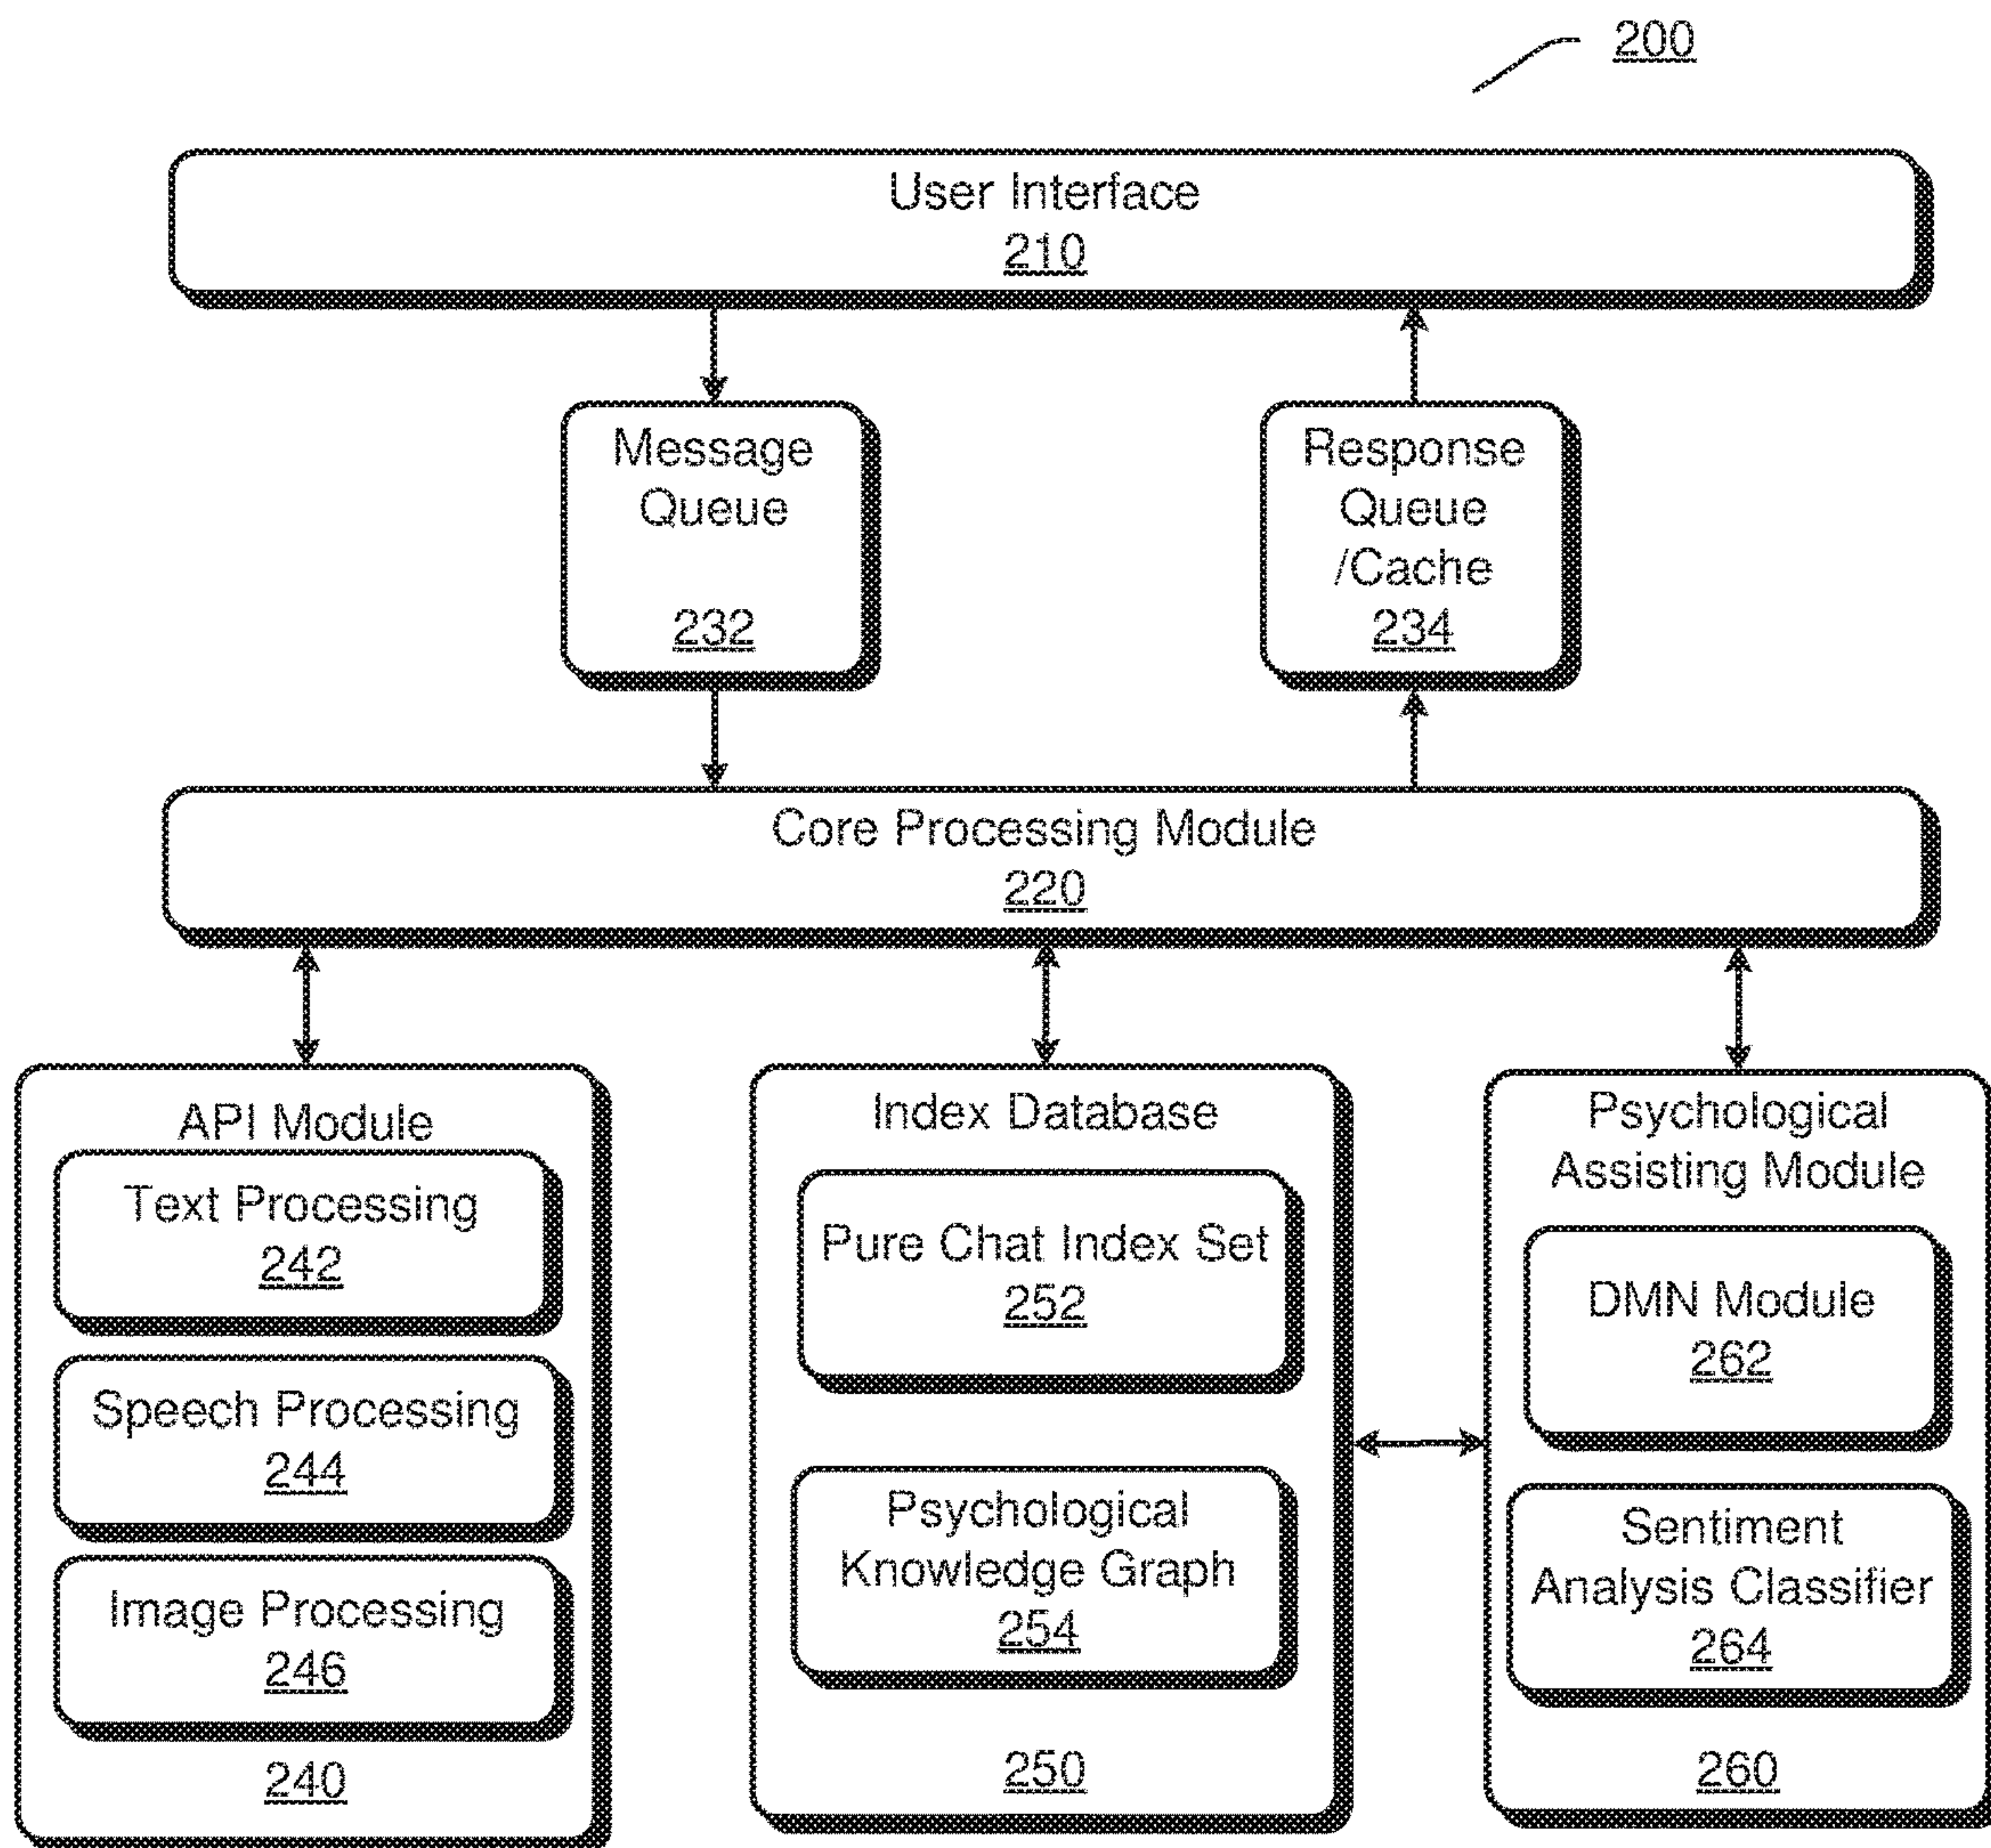 200
User Interface
210
Message
Queue
232
Response
Queue
/Cache
234
Core Processing Module
220
API Module
Text Processing
242
Speech Processing
244
Image Processing
246
240
Index Database
Pure Chat Index Set
252
Psychological
Knowledge Graph
254
250
Psychological
Assisting Module
DMN Module
262
Sentiment
Analysis Classifier
264
260